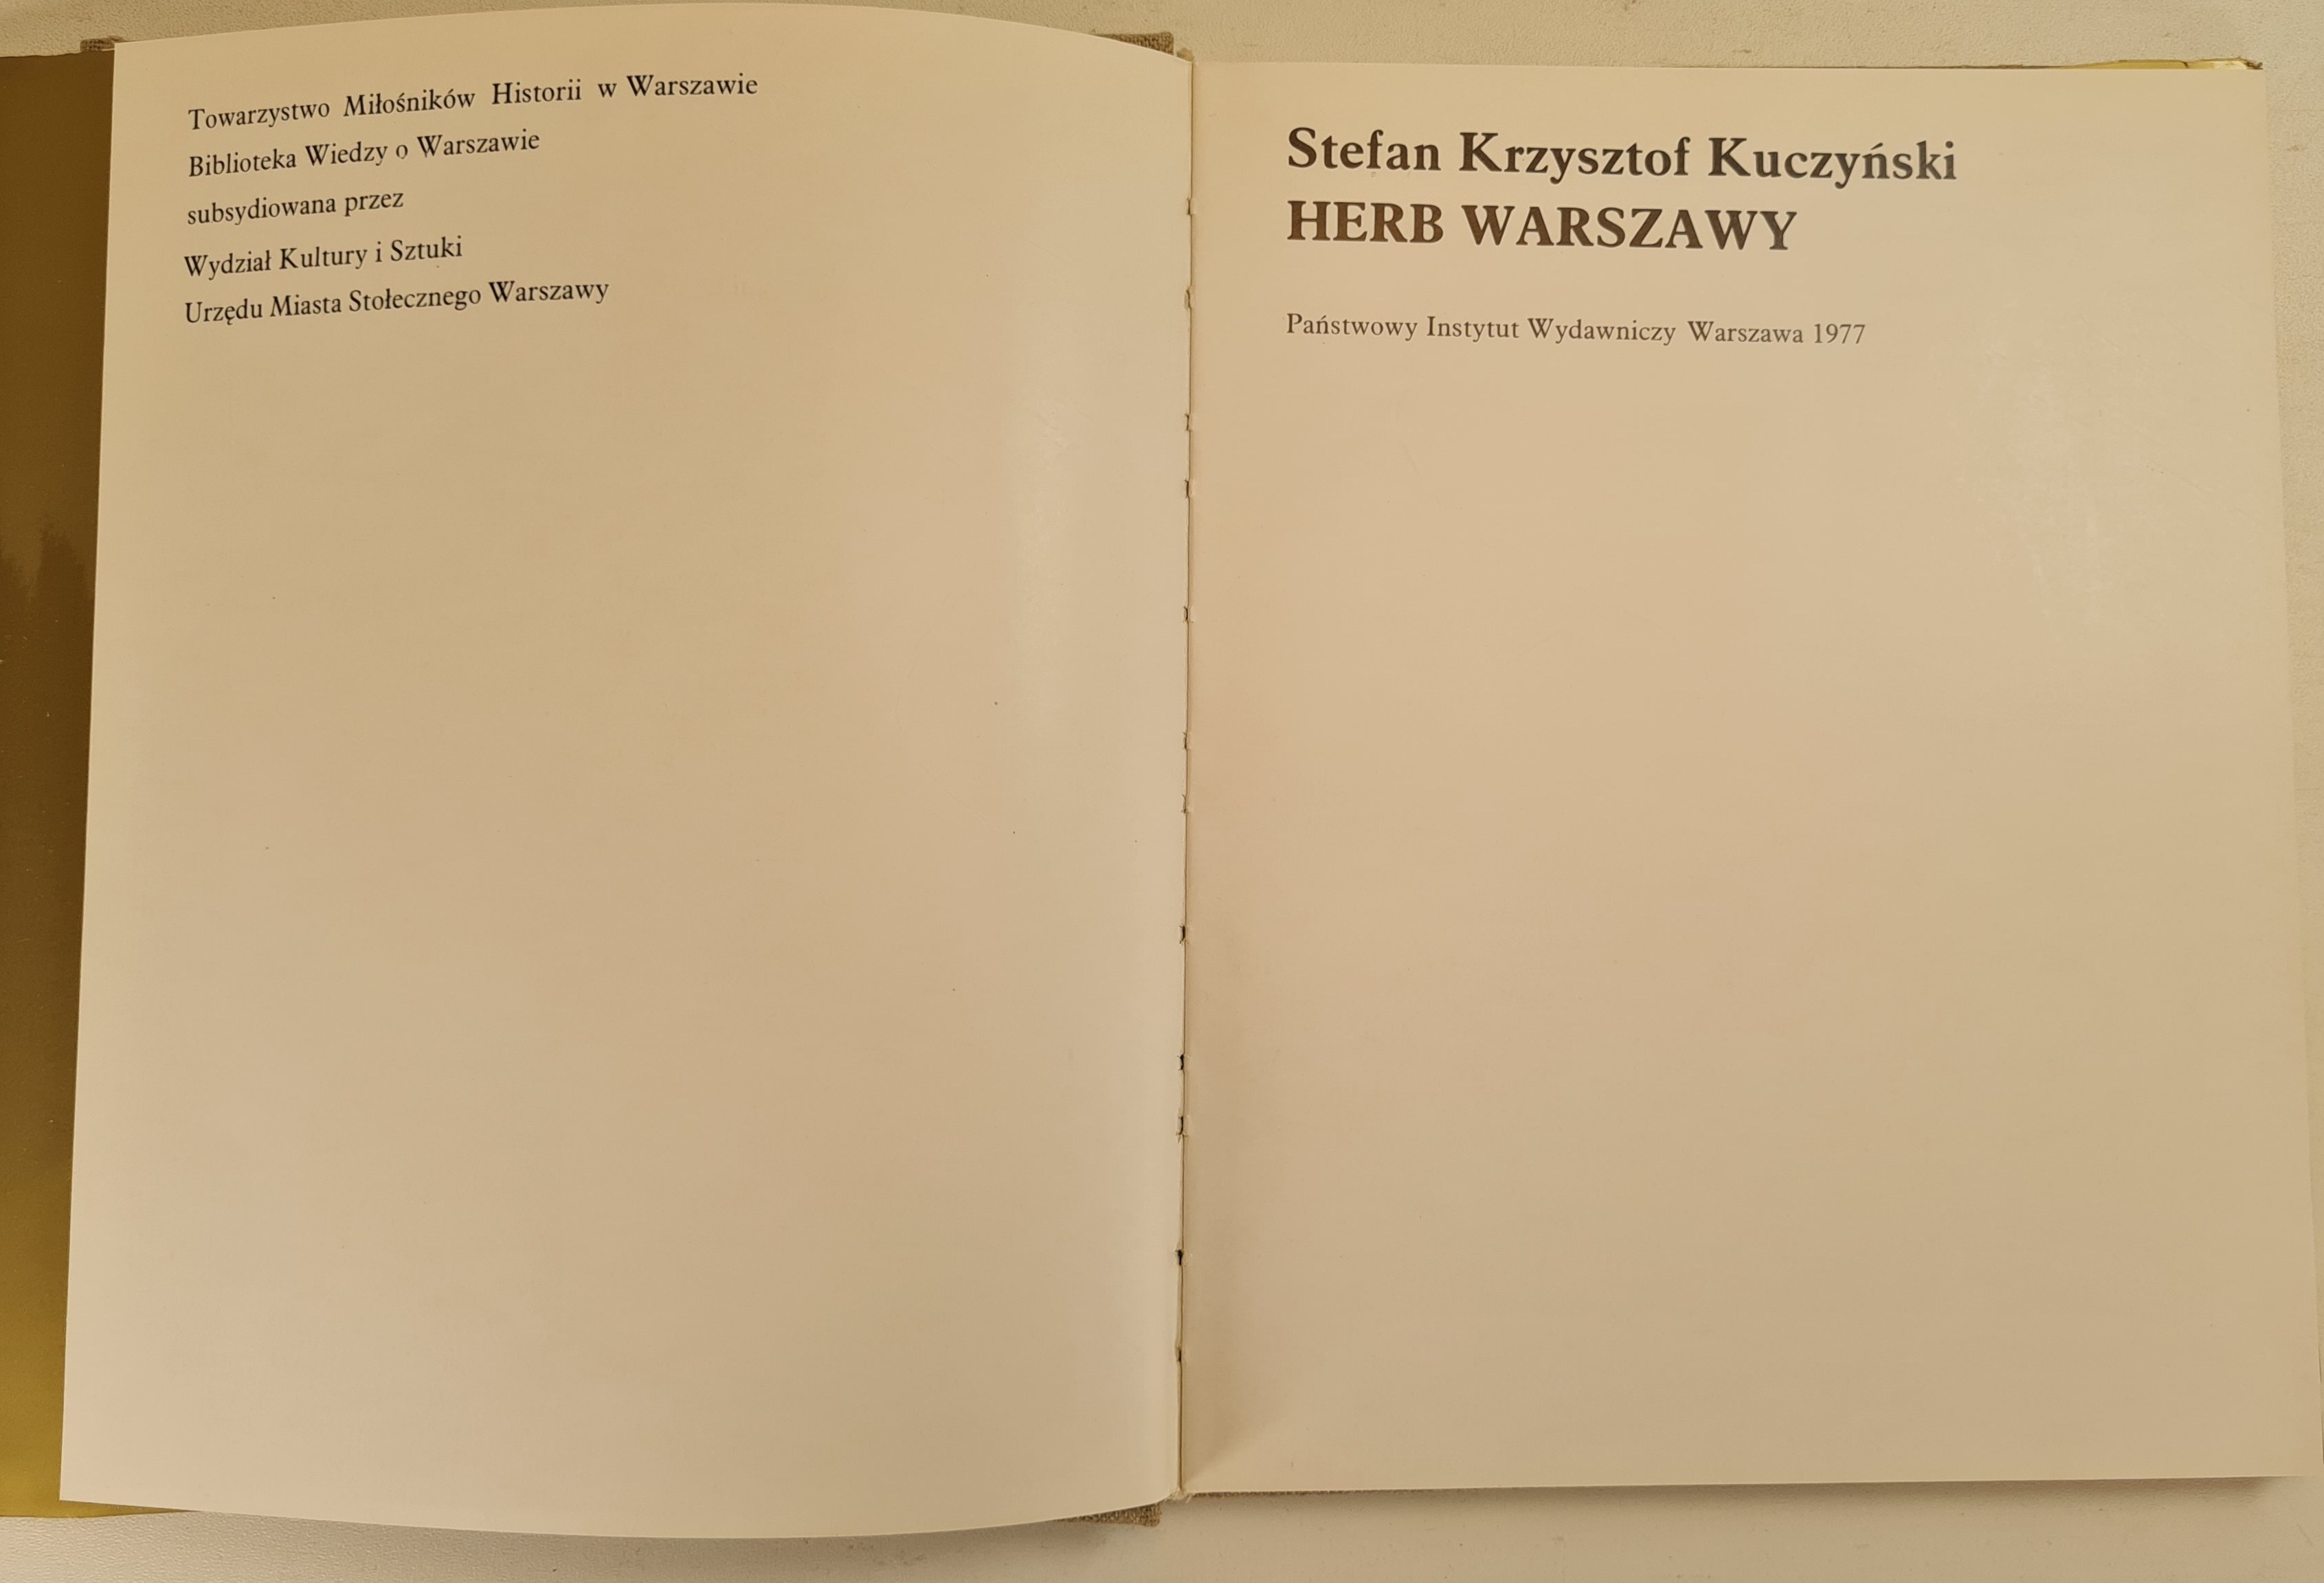 Towarzystwo Miłośników Historii w Warszawie
Biblioteka Wiedzy o Warszawie
subsydiowana przez
Wydział Kultury i Sztuki
Urzędu Miasta Stołecznego Warszawy
Stefan Krzysztof Kuczyński
HERB WARSZAWY
Państwowy Instytut Wydawniczy Warszawa 1977